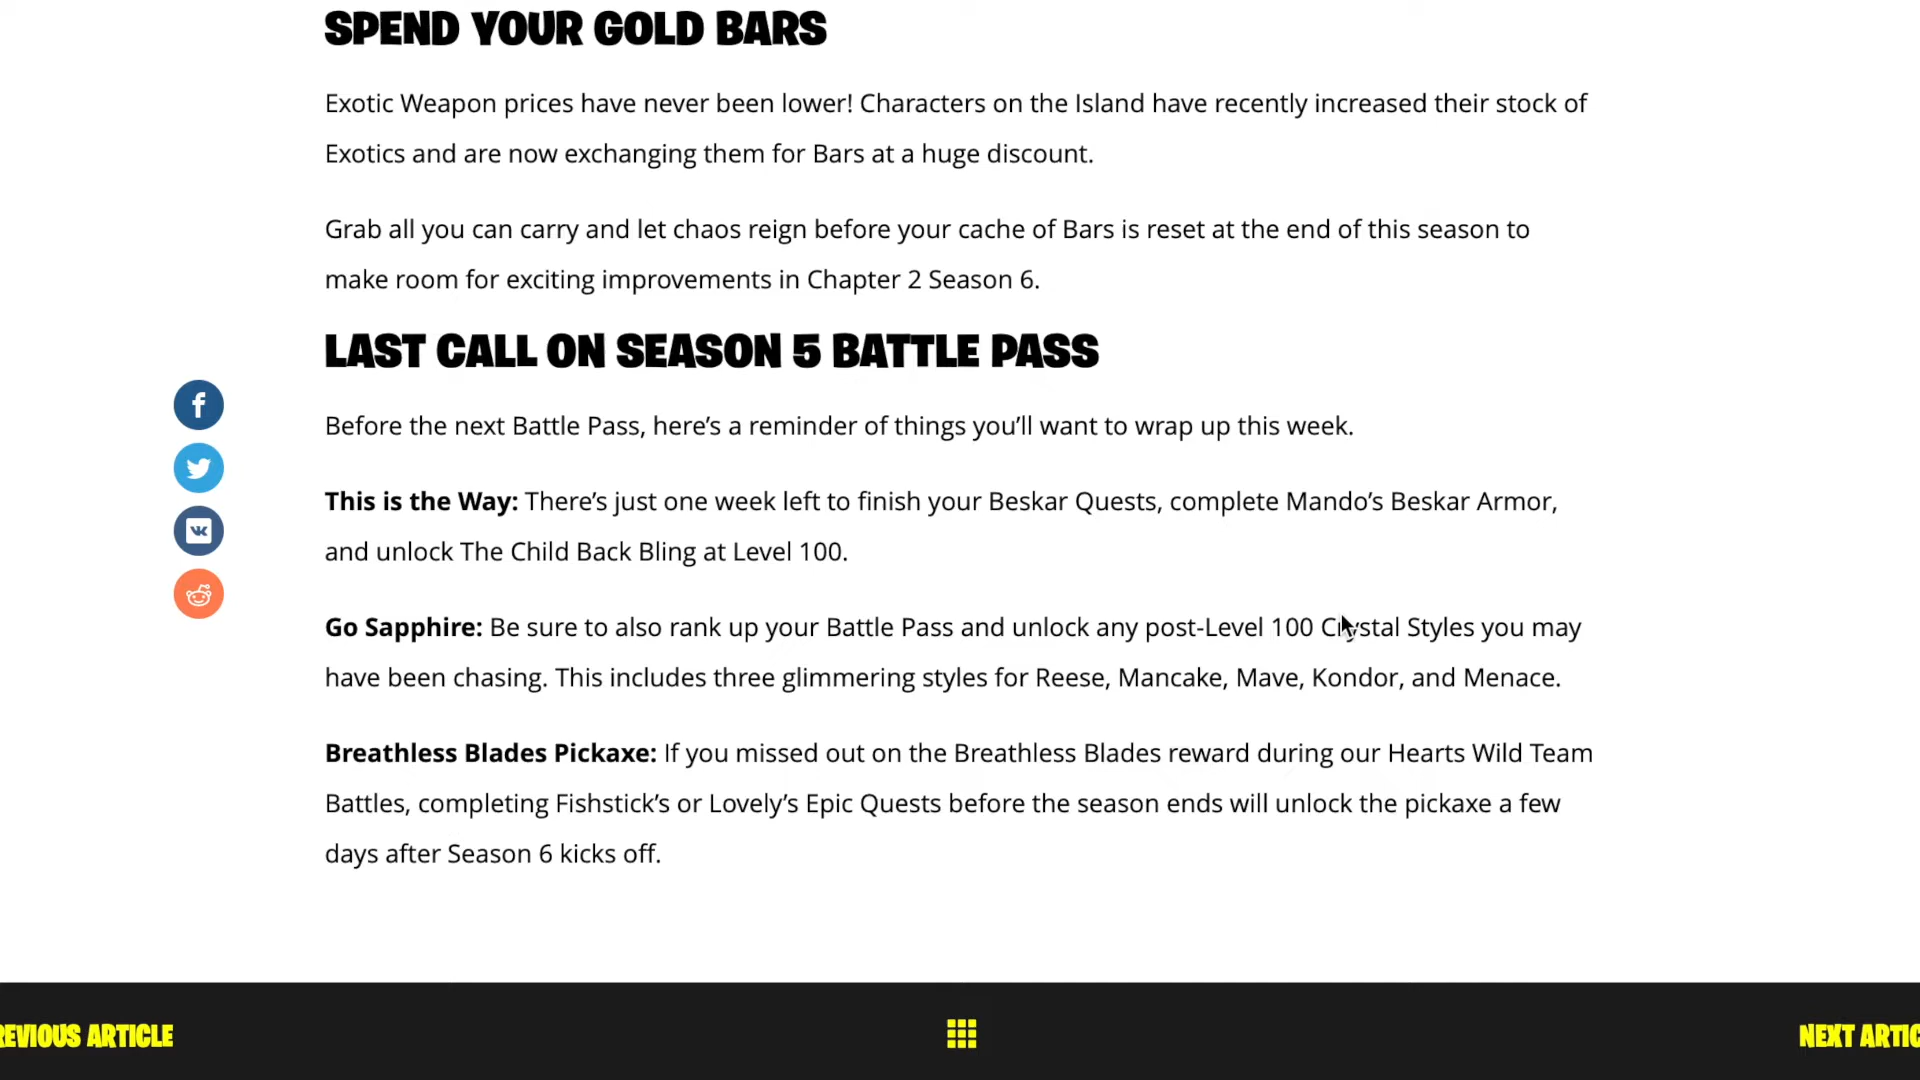 SPEND YOUR GOLD BARS
Exotic Weapon prices have never been lower! Characters on the Island have recently increased their stock of
Exotics and are now exchanging them for Bars at a huge discount.
Grab all you can carry and let chaos reign before your cache of Bars is reset at the end of this season to
make room for exciting improvements in Chapter 2 Season 6.
LAST CALL ON SEASON 5 BATTLE PASS
Before the next Battle Pass, here’s a reminder of things you’ll want to wrap up this week.
This is the Way: There’s just one week left to finish your Beskar Quests, complete Mando’s Beskar Armor,
and unlock The Child Back Bling at Level 100.
Go Sapphire: Be sure to also rank up your Battle Pass and unlock any post-Level 100 Crystal Styles you may
have been chasing. This includes three glimmering styles for Reese, Mancake, Mave, Kondor, and Menace.
Breathless Blades Pickaxe: If you missed out on the Breathless Blades reward during our Hearts Wild Team
Battles, completing Fishstick’s or Lovely’s Epic Quests before the season ends will unlock the pickaxe a few
days after Season 6 kicks off.
REVIOUS ARTICLE
NEXT ARTIC